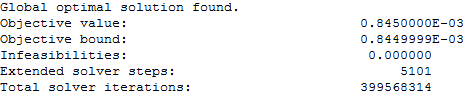 Global optimal solution found.
Objective value: 0.8450000E-03
Objective bound: 0.8449999E-03
Infeasibilities: 0.000000
Extended solver steps: 5101
Total solver iterations: 399568314